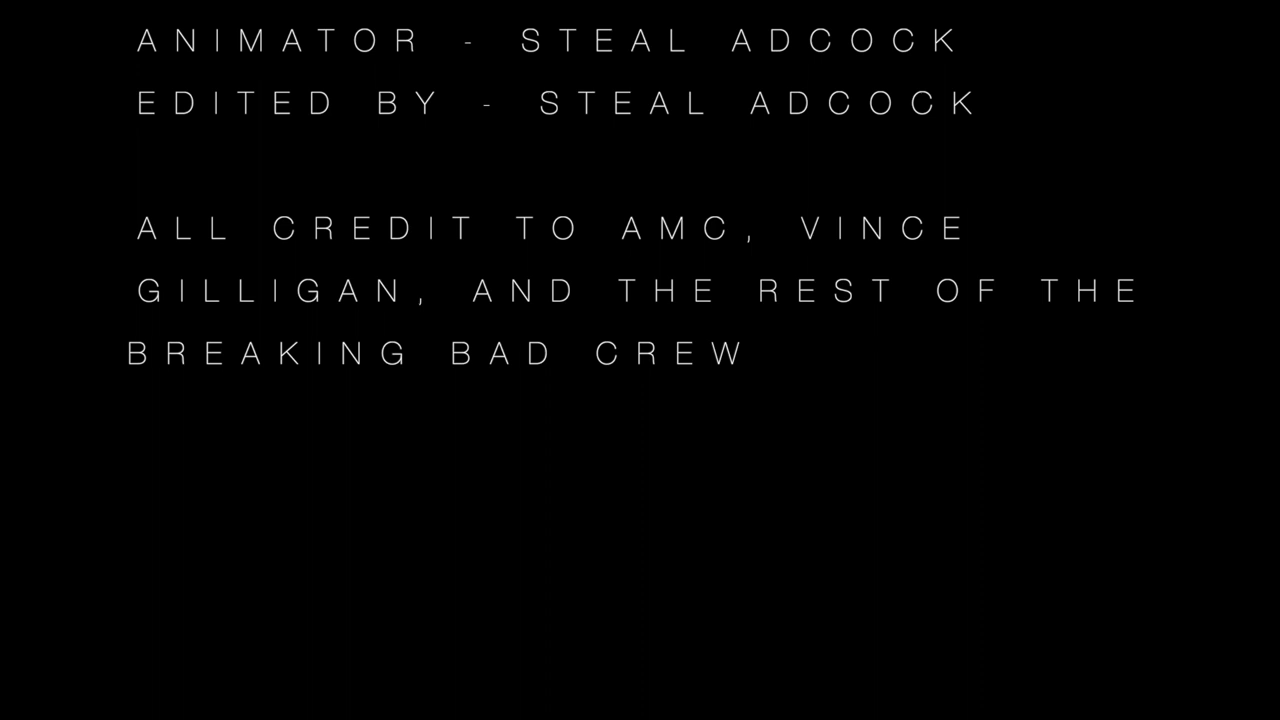 ANIMATOR - STEAL ADCOCK
EDITED BY - STEAL ADCOCK
ALL CREDIT TO AMC, VINCE
GILLIGAN, AND THE REST OF THE
BREAKING BAD CREW